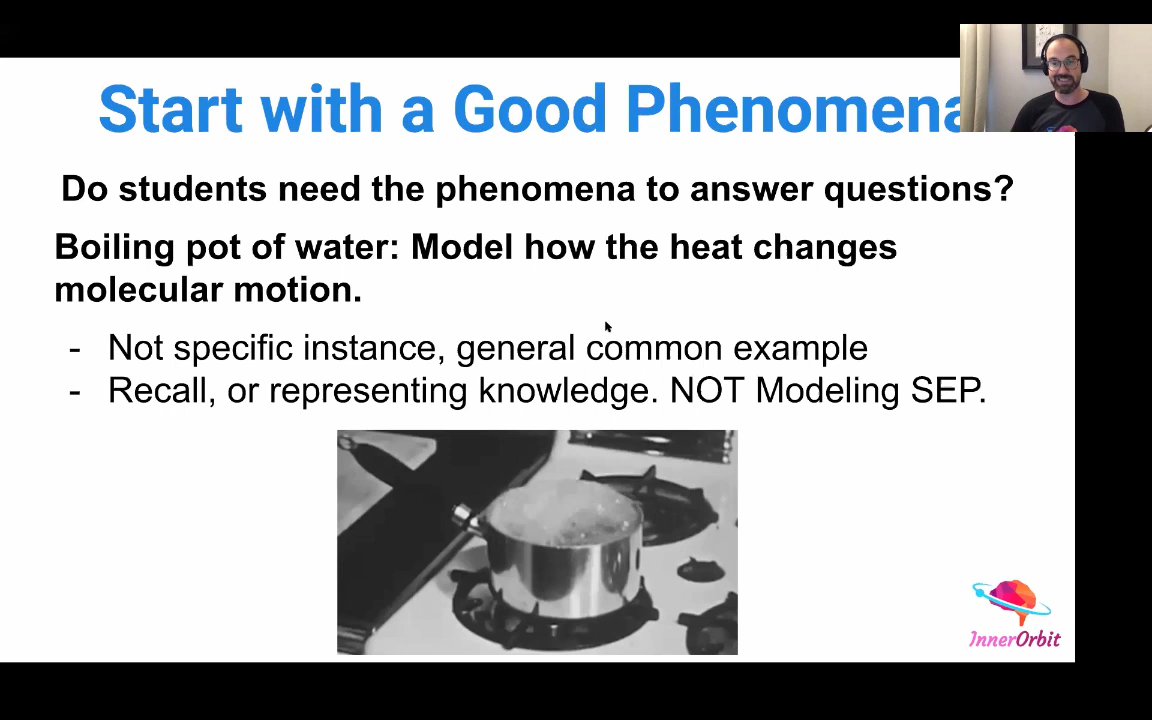 Start with a Good Phenomena
Do students need the phenomena to answer questions?
Boiling pot of water: Model how the heat changes
molecular motion.
- Not specific instance, general common example
- Recall, or representing knowledge. NOT Modeling SEP.
InnerOrbit